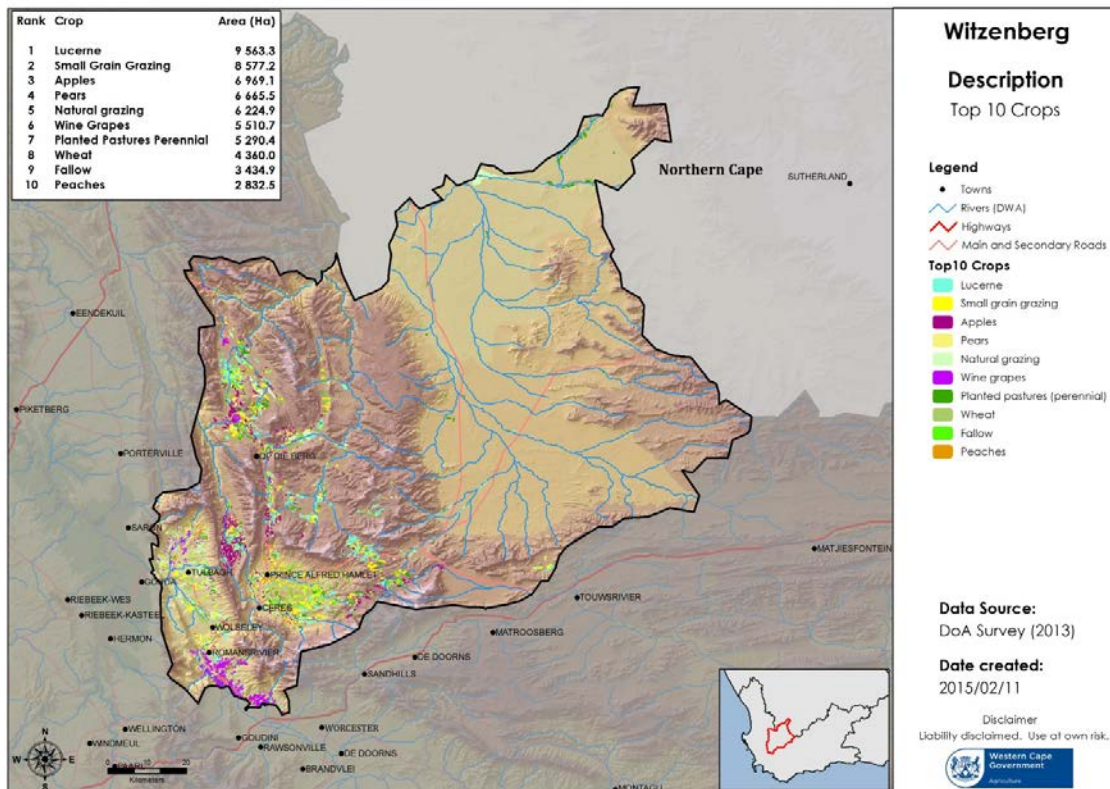 Rank Crop Area (Ha)
1 Lucerne 9 563.3
2 Small Grain Grazing 8 577.2
3 Apples 6 969.1
4 Pears 6 665.5
5 Natural grazing 6 224.9
6 Wine Grapes 5 510.7
7 Planted Pastures Perennial 5 290.4
8 Wheat 4 360.0
9 Fallow 3 434.9
10 Peaches 2 832.5
Northern Cape
SUTHERLAND
EENDEKUIL
PIKETBERG
PORTERVILLE
OP DIE BERG
SARON
MATJIESFONTEIN
TULBAGH
PRINCE ALFRED HAMLET
GOUDA
TOUWSRIVIER
RIEBEEK-WES
RIEBEEK-KASTEEL
CERES
WOLSELEY
MATROOSBERG
HERMON
ROMANSRIVIER
DE DOORNS
SANDHILLS
WELLINGTON
WORCESTER
WINDMEUL
GOUDINI
RAWSONVILLE
DE DOORNS
PAARL
BRANDVLEI
MONTAGU
N
W E
S
0 10 20
Kilometers
Witzenberg
Description
Top 10 Crops
Legend
Towns
Rivers (DWA)
Highways
Main and Secondary Roads
Top10 Crops
Lucerne
Small grain grazing
Apples
Pears
Natural grazing
Wine grapes
Planted pastures (perennial)
Wheat
Fallow
Peaches
Data Source:
DoA Survey (2013)
Date created:
2015/02/11
Disclaimer
Liability disclaimed. Use at own risk.
Western Cape
Government
Agriculture